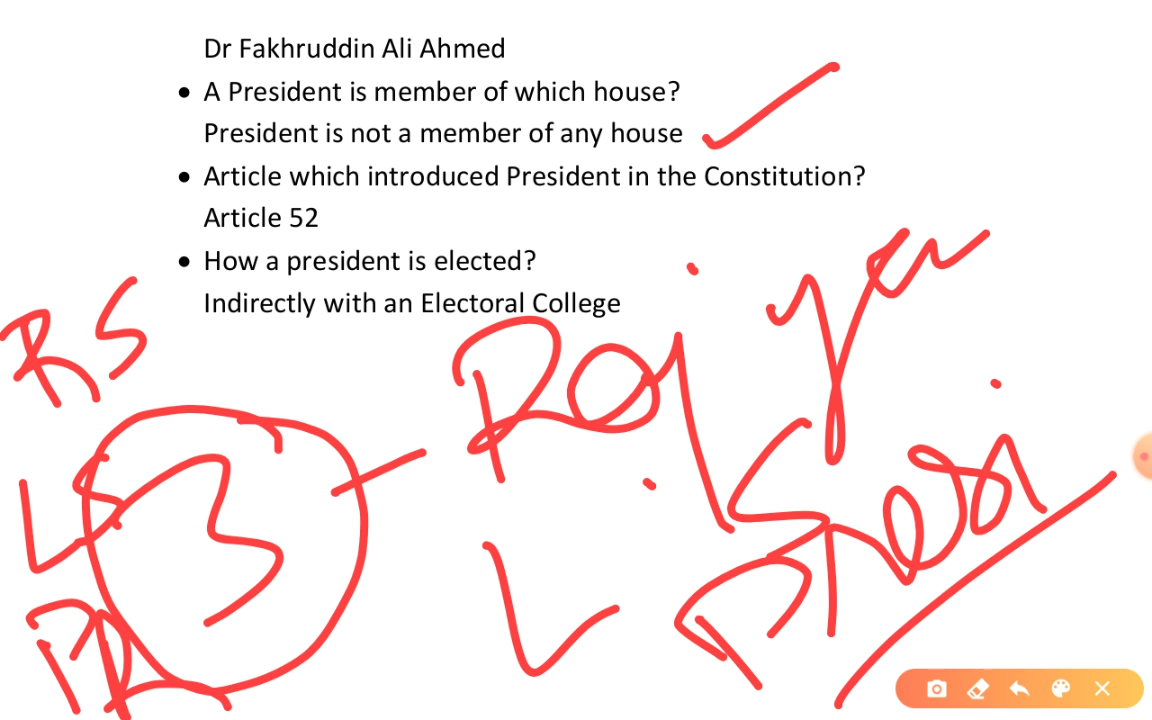 Dr Fakhruddin Ali Ahmed
• A President is member of which house?
President is not a member of any house
• Article which introduced President in the Constitution?
Article 52
• How a president is elected?
Indirectly with an Electoral College
RS
LS
3
L